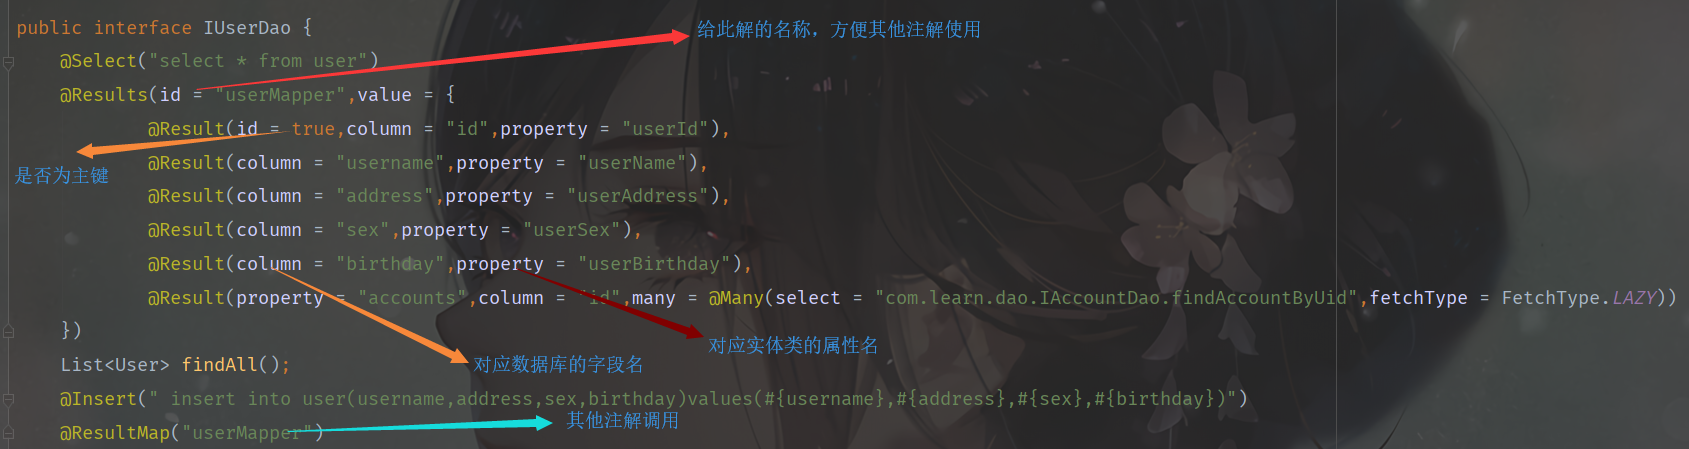 public interface IUserDao {
给此解的名称，方便其他注解使用
@Select("select * from user")
@Results(id = "userMapper",value = {
@Result(id = true,column = "id",property = "userId"),
是否为主键
@Result(column = "username",property = "userName"),
@Result(column = "address",property = "userAddress"),
@Result(column = "sex",property = "userSex"),
@Result(column = "birthday",property = "userBirthday"),
@Result(property = "accounts",column = "id",many = @Many(select = "com.learn.dao.IAccountDao.findAccountByUid",fetchType = FetchType.LAZY))
})
对应实体类的属性名
List<User> findAll();
对应数据库的字段名
@Insert(" insert into user(username,address,sex,birthday)values(#{username},#{address},#{sex},#{birthday})")
其他注解调用
@ResultMap("userMapper")